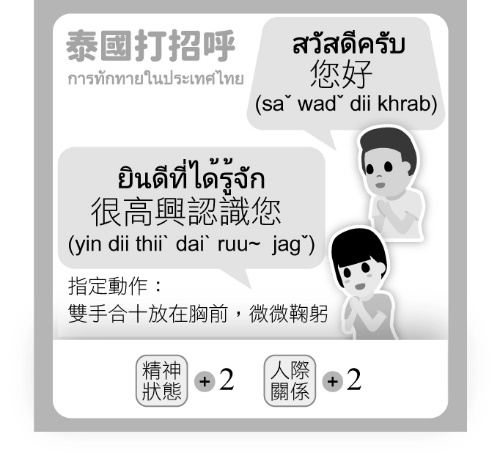 泰國打招呼
การทักทายในประเทศไทย
สวัสดีครับ
您好
(saˇ wadˇ dii khrab)
ยินดีที่ได้รู้จัก
很高興認識您
(yin dii thiiˋ daiˋ ruu~ jagˇ)
指定動作：
雙手合十放在胸前，微微鞠躬
精神狀態 +2
人際關係 +2